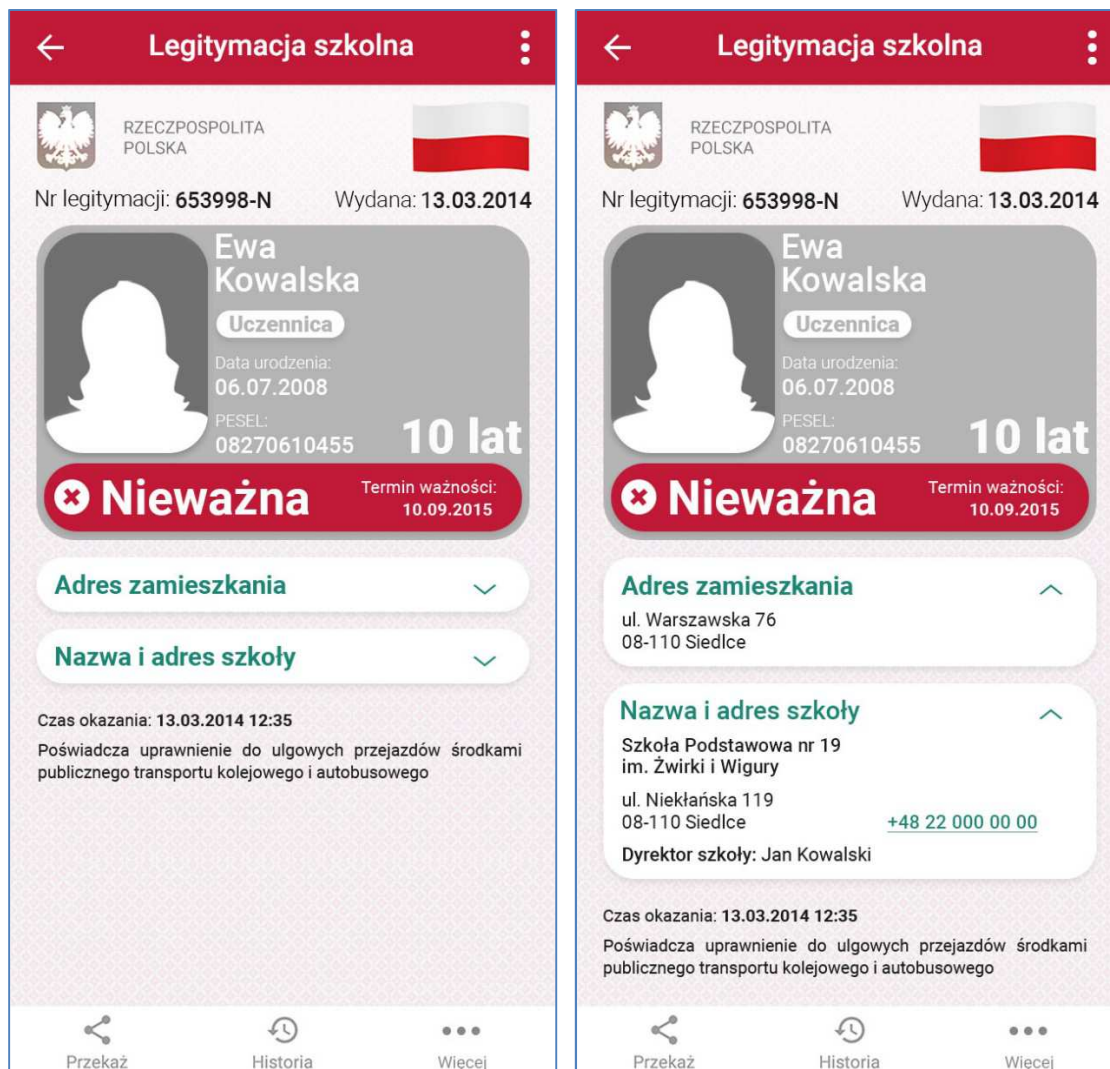 Legitymacja szkolna
RZECZPOSPOLITA
POLSKA
Nr legitymacji: 653998-N Wydana: 13.03.2014
Ewa
Kowalska
Uczennica
Data urodzenia:
06.07.2008
PESEL:
08270610455
10 lat
Nieważna
Termin ważności:
10.09.2015
Adres zamieszkania
Nazwa i adres szkoły
Czas okazania: 13.03.2014 12:35
Poświadcza uprawnienie do ulgowych przejazdów środkami
publicznego transportu kolejowego i autobusowego
Przekaż Historia Więcej
Legitymacja szkolna
RZECZPOSPOLITA
POLSKA
Nr legitymacji: 653998-N Wydana: 13.03.2014
Ewa
Kowalska
Uczennica
Data urodzenia:
06.07.2008
PESEL:
08270610455
10 lat
Nieważna
Termin ważności:
10.09.2015
Adres zamieszkania
ul. Warszawska 76
08-110 Siedlce
Nazwa i adres szkoły
Szkoła Podstawowa nr 19
im. Żwirki i Wigury
ul. Niekłańska 119
08-110 Siedlce +48 22 000 00 00
Dyrektor szkoły: Jan Kowalski
Czas okazania: 13.03.2014 12:35
Poświadcza uprawnienie do ulgowych przejazdów środkami
publicznego transportu kolejowego i autobusowego
Przekaż Historia Więcej